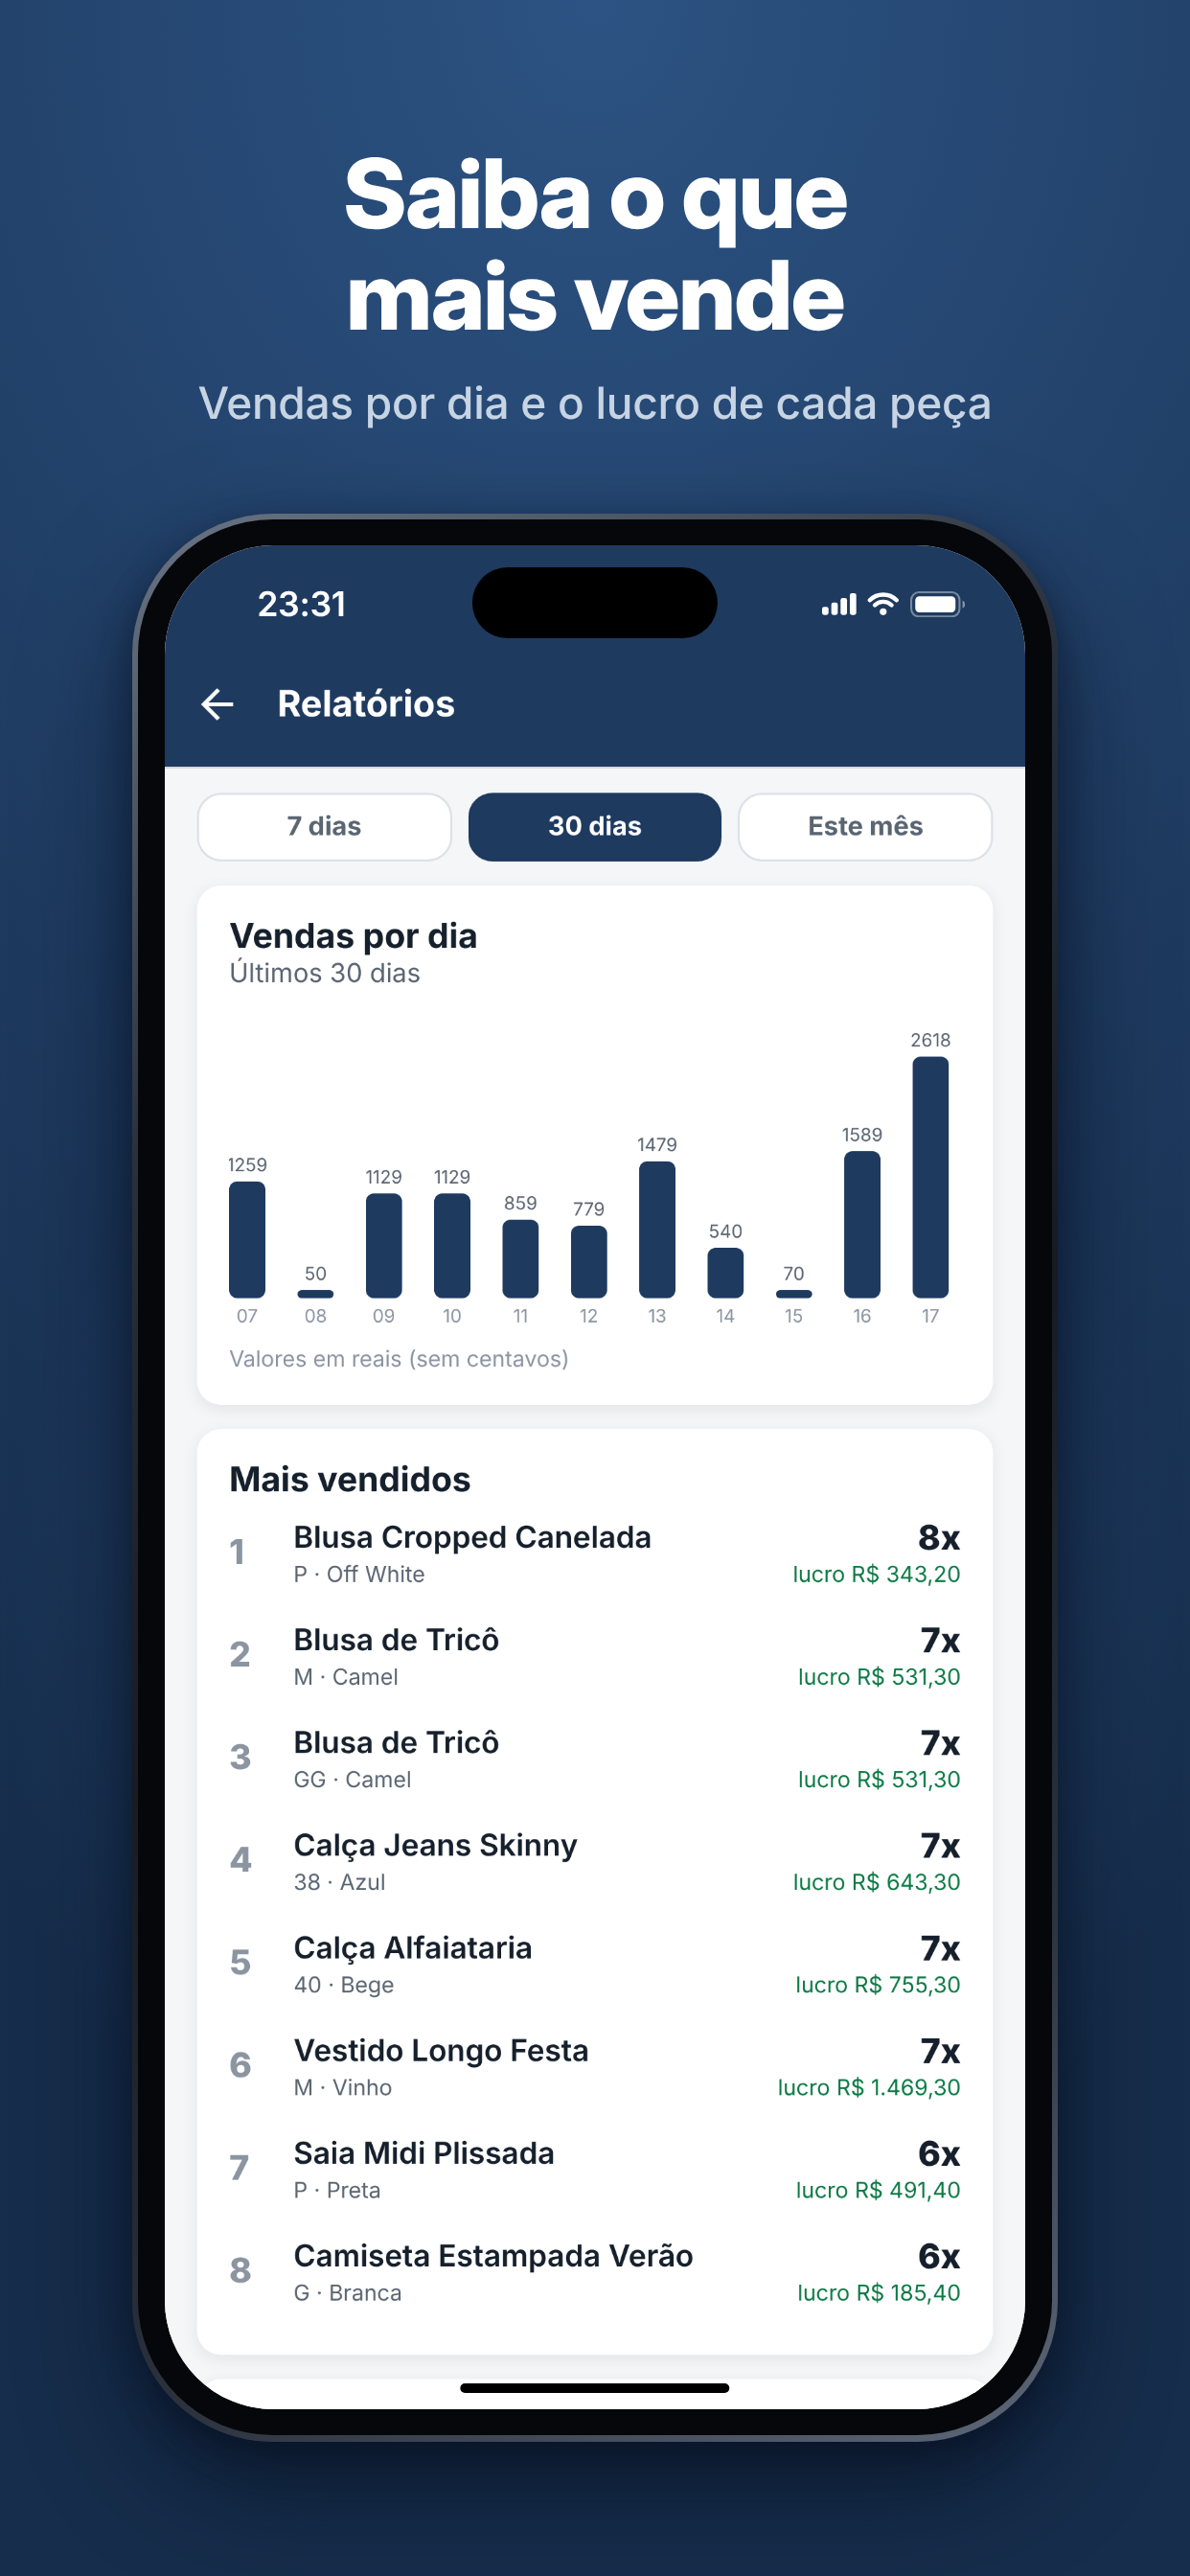 Saiba o que
mais vende
Vendas por dia e o lucro de cada peça
23:31
Relatórios
7 dias
30 dias
Este mês
Vendas por dia
Últimos 30 dias
1259
50
1129
1129
859
779
1479
540
70
1589
2618
07
08
09
10
11
12
13
14
15
16
17
Valores em reais (sem centavos)
Mais vendidos
1
Blusa Cropped Canelada
8x
P · Off White
lucro R$ 343,20
2
Blusa de Tricô
7x
M · Camel
lucro R$ 531,30
3
Blusa de Tricô
7x
GG · Camel
lucro R$ 531,30
4
Calça Jeans Skinny
7x
38 · Azul
lucro R$ 643,30
5
Calça Alfaiataria
7x
40 · Bege
lucro R$ 755,30
6
Vestido Longo Festa
7x
M · Vinho
lucro R$ 1.469,30
7
Saia Midi Plissada
6x
P · Preta
lucro R$ 491,40
8
Camiseta Estampada Verão
6x
G · Branca
lucro R$ 185,40